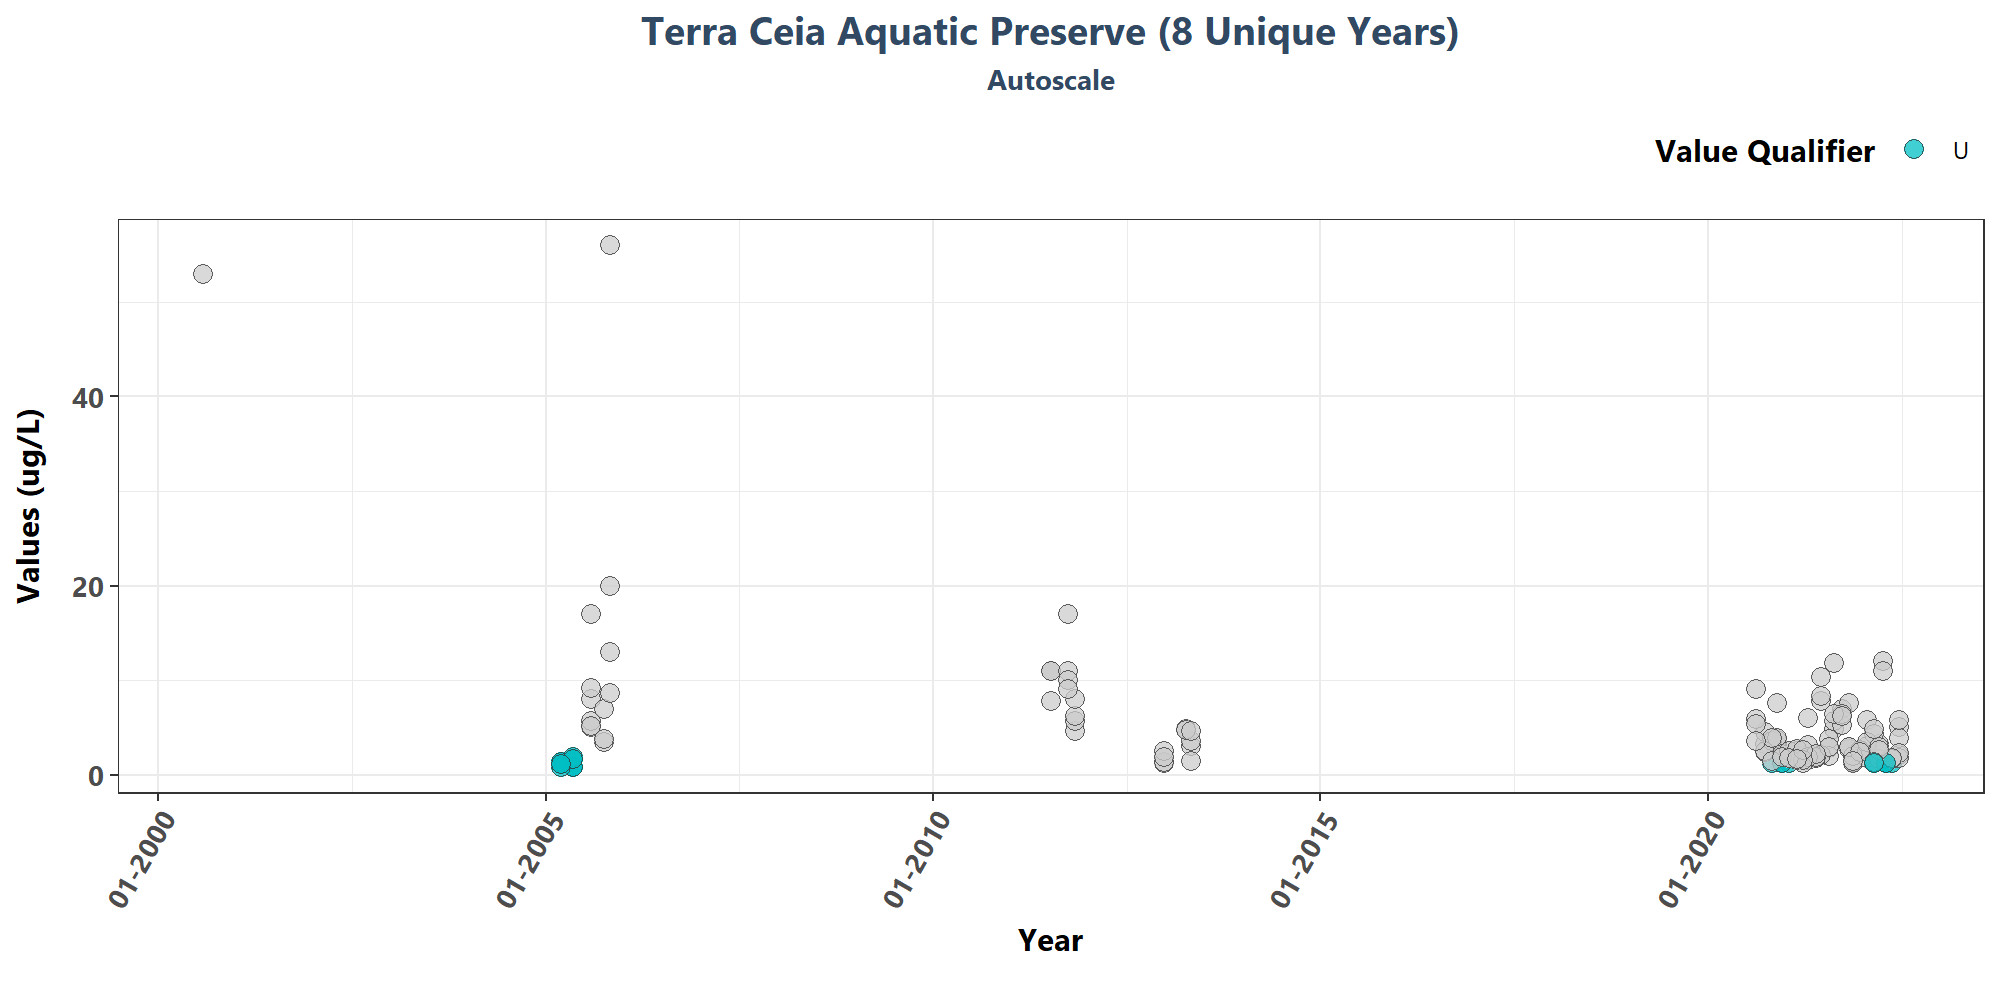 Terra Ceia Aquatic Preserve (8 Unique Years)
Autoscale
Value Qualifier U
Values (ug/L)
40
20
0
01-2000 01-2005 01-2010 01-2015 01-2020
Year